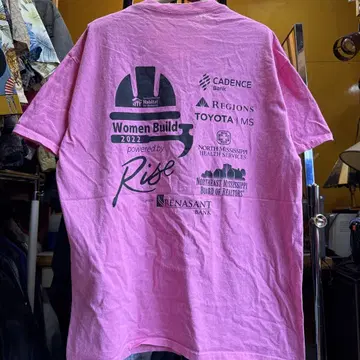 Habitat
Women Build
2022
powered by
Rise
CADENCE
Bank
REGIONS
TOYOTA MS
NORTH MISSISSIPPI
HEALTH SERVICES
NORTHEAST MISSISSIPPI
BOARD OF REALTORS
RENASANT
BANK